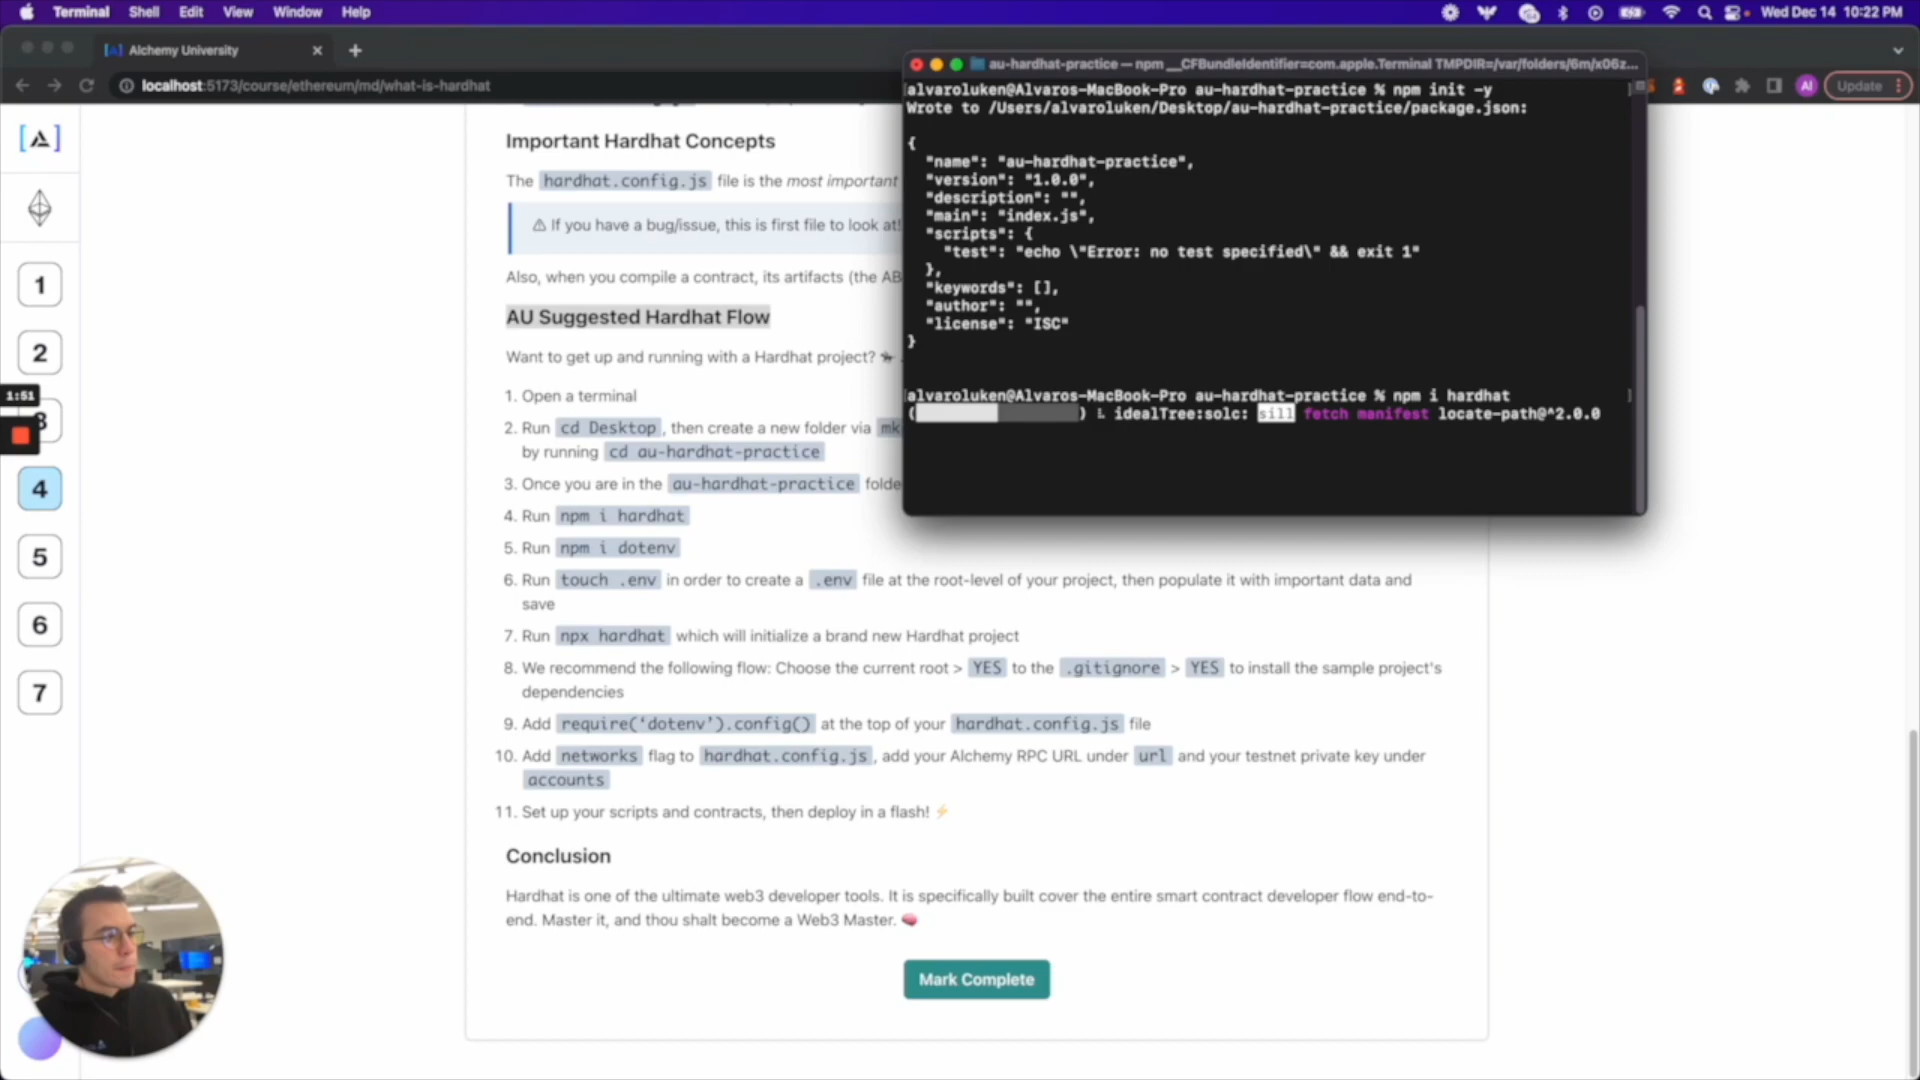 Terminal Shell Edit View Window Help
Wed Dec 14 10:22 PM
Alchemy University
localhost:5173/course/ethereum/md/what-is-hardhat
AI
Update
1
2
1:51
3
4
5
6
7
Important Hardhat Concepts
The hardhat.config.js file is the most important
⚠ If you have a bug/issue, this is first file to look at!
Also, when you compile a contract, its artifacts (the AB
AU Suggested Hardhat Flow
Want to get up and running with a Hardhat project?
1. Open a terminal
2. Run cd Desktop, then create a new folder via mk
by running cd au-hardhat-practice
3. Once you are in the au-hardhat-practice folde
4. Run npm i hardhat
5. Run npm i dotenv
6. Run touch .env in order to create a .env file at the root-level of your project, then populate it with important data and
save
7. Run npx hardhat which will initialize a brand new Hardhat project
8. We recommend the following flow: Choose the current root > YES to the .gitignore > YES to install the sample project's
dependencies
9. Add require('dotenv').config() at the top of your hardhat.config.js file
10. Add networks flag to hardhat.config.js, add your Alchemy RPC URL under url and your testnet private key under
accounts
11. Set up your scripts and contracts, then deploy in a flash! ⚡
Conclusion
Hardhat is one of the ultimate web3 developer tools. It is specifically built cover the entire smart contract developer flow end-to-
end. Master it, and thou shalt become a Web3 Master. 🧠
Mark Complete
au-hardhat-practice — npm __CFBundleIdentifier=com.apple.Terminal TMPDIR=/var/folders/6m/x06z...
[alvaroluken@Alvaros-MacBook-Pro au-hardhat-practice % npm init -y ]
Wrote to /Users/alvaroluken/Desktop/au-hardhat-practice/package.json:
{
"name": "au-hardhat-practice",
"version": "1.0.0",
"description": "",
"main": "index.js",
"scripts": {
"test": "echo \"Error: no test specified\" && exit 1"
},
"keywords": [],
"author": "",
"license": "ISC"
}
[alvaroluken@Alvaros-MacBook-Pro au-hardhat-practice % npm i hardhat ]
( ) ⠧ idealTree:solc: sill fetch manifest locate-path@^2.0.0